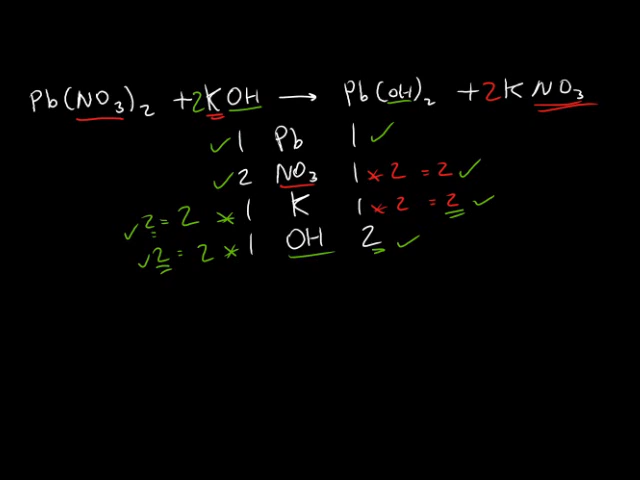 Pb(NO₃)₂ + 2KOH → Pb(OH)₂ + 2KNO₃
✓ 1 Pb 1 ✓
✓ 2 NO₃ 1 * 2 = 2 ✓
✓ 2 = 2 * 1 K 1 * 2 = 2 ✓
✓ 2 = 2 * 1 OH 2 ✓